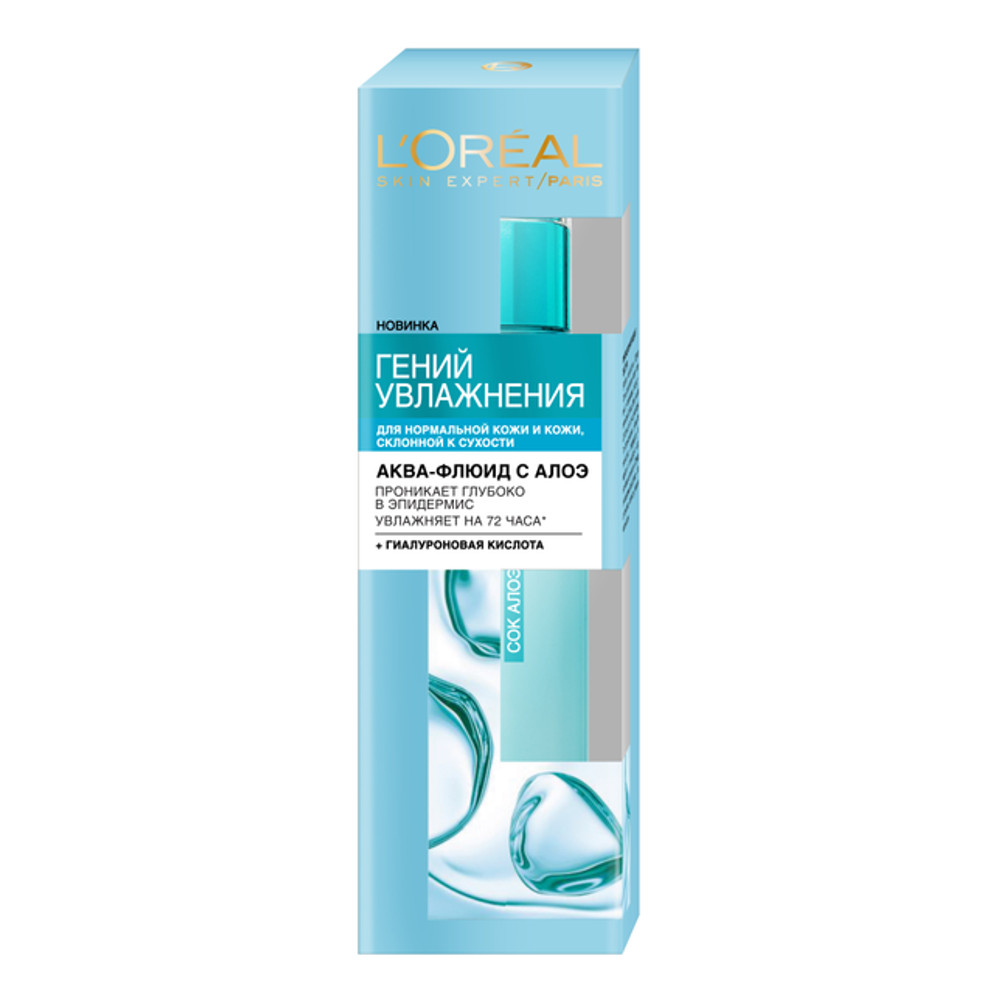 L'ORÉAL
SKIN EXPERT/PARIS
НОВИНКА
ГЕНИЙ
УВЛАЖНЕНИЯ
ДЛЯ НОРМАЛЬНОЙ КОЖИ И КОЖИ,
СКЛОННОЙ К СУХОСТИ
АКВА-ФЛЮИД С АЛОЭ
ПРОНИКАЕТ ГЛУБОКО
В ЭПИДЕРМИС
УВЛАЖНЯЕТ НА 72 ЧАСА*
+ ГИАЛУРОНОВАЯ КИСЛОТА
СОК АЛОЭ